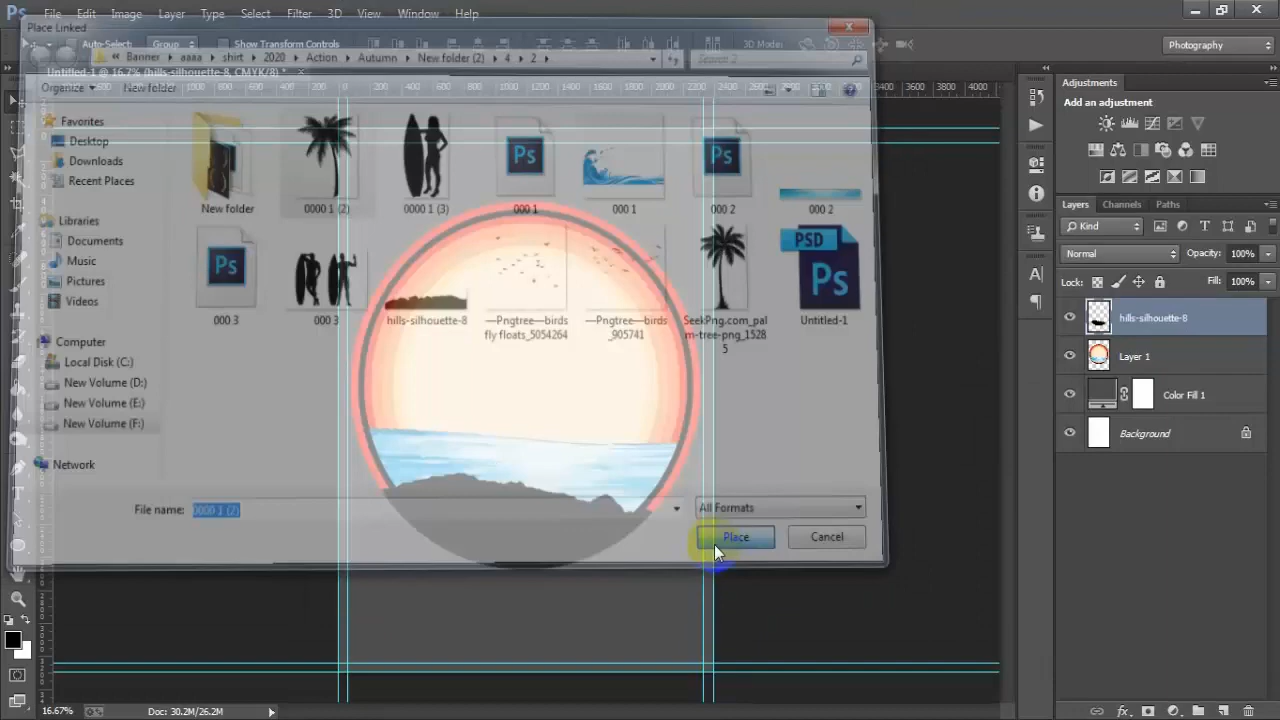 Ps File Edit Image Layer Type Select Filter 3D View Window Help
Place Linked
Auto-Select: Group Show Transform Controls 3D Mode:
Photography
« Banner aaaa shirt 2020 Action Autumn New folder (2) 4 2
Search 2
Untitled-1 @ 16.7% (hills-silhouette-8, CMYK/8) *
Organize New folder
Favorites
Desktop
Downloads
Recent Places
Libraries
Documents
Music
Pictures
Videos
Computer
Local Disk (C:)
New Volume (D:)
New Volume (E:)
New Volume (F:)
Network
New folder
0000 1 (2)
0000 1 (3)
000 1
000 1
000 2
000 2
000 3
000 3
hills-silhouette-8
—Pngtree—birds fly floats_5054264
—Pngtree—birds _905741
SeekPng.com_pal m-tree-png_1528 5
PSD
Ps
Untitled-1
File name: 0000 1 (2)
All Formats
Place Cancel
Adjustments
Add an adjustment
Layers Channels Paths
Kind
Normal Opacity: 100%
Lock: Fill: 100%
hills-silhouette-8
Layer 1
Color Fill 1
Background
16.67% Doc: 30.2M/26.2M